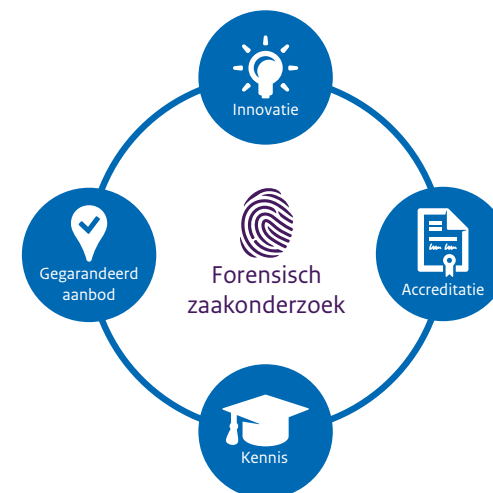 Innovatie
Gegarandeerd
aanbod
Forensisch
zaakonderzoek
Accreditatie
Kennis